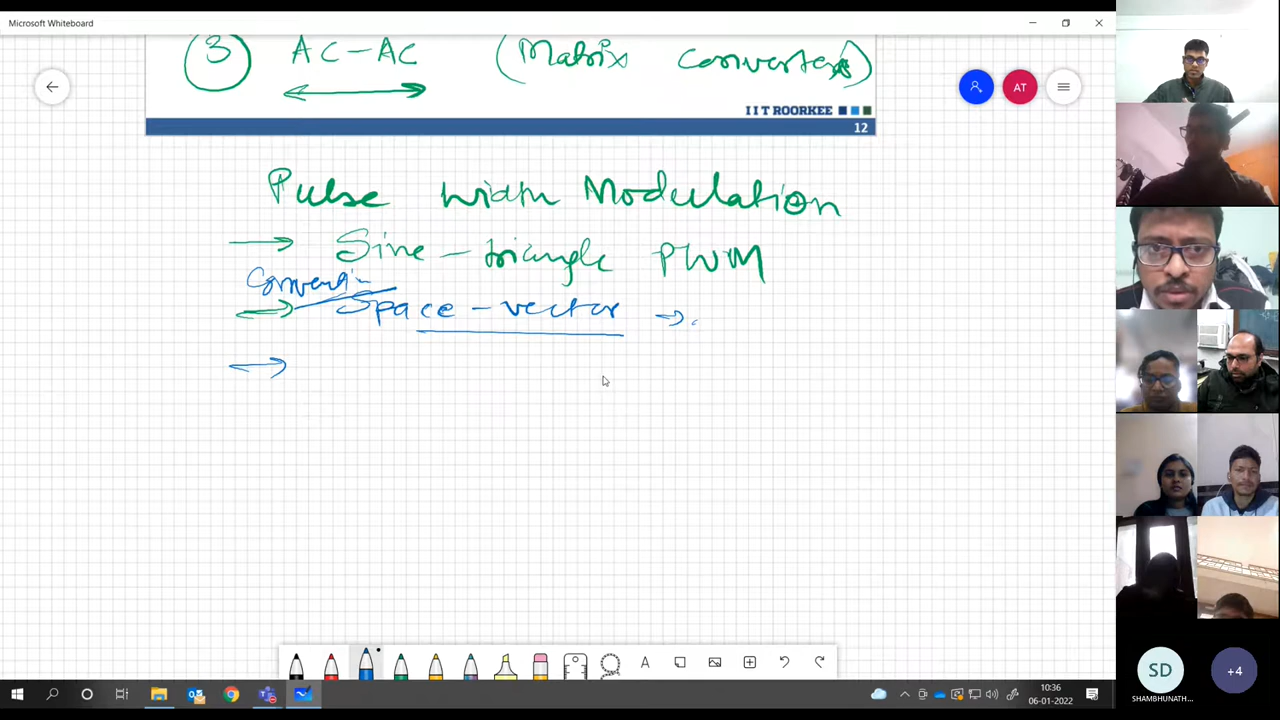 Microsoft Whiteboard
3 AC-AC (Matrix Converters)
AT
IIT ROORKEE
12
Pulse Width Modulation
→ Sine-triangle PWM
→ Space-vector →
→
A
SD
+4
SHAMBHUNATH...
10:36
06-01-2022